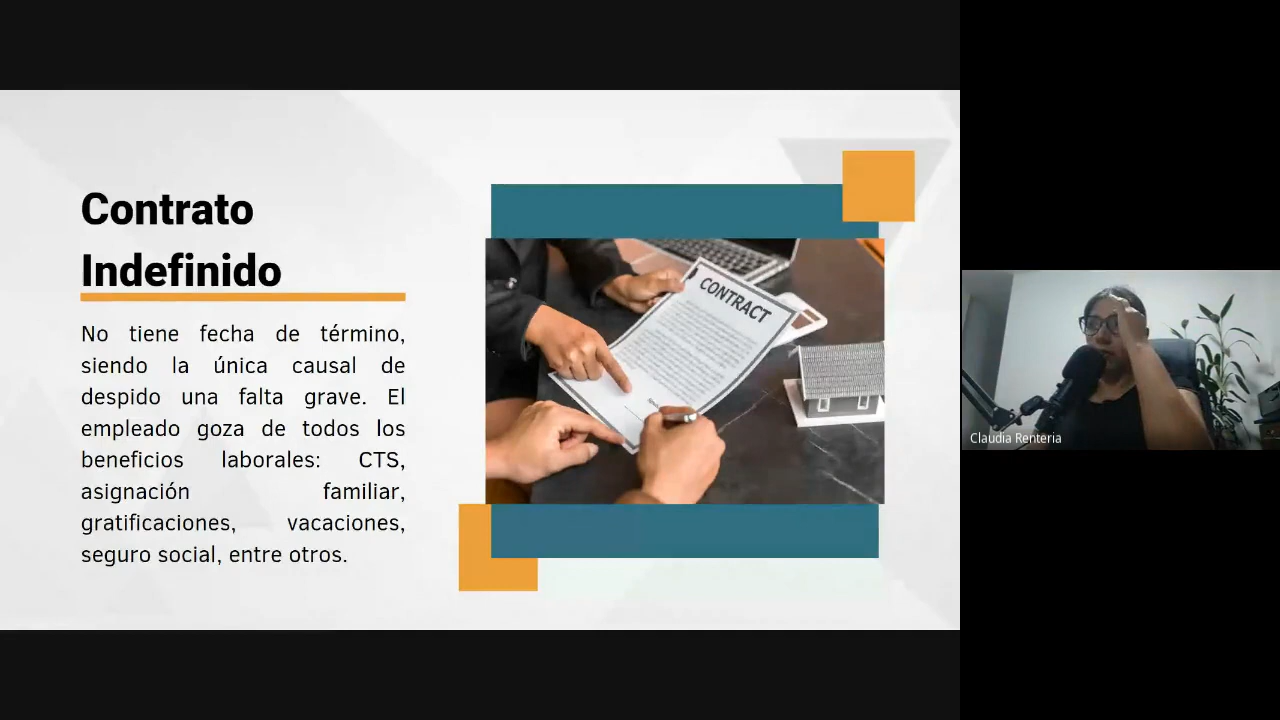 Contrato
Indefinido
No tiene fecha de término,
siendo la única causal de
despido una falta grave. El
empleado goza de todos los
beneficios laborales: CTS,
asignación familiar,
gratificaciones, vacaciones,
seguro social, entre otros.
CONTRACT
Claudia Renteria